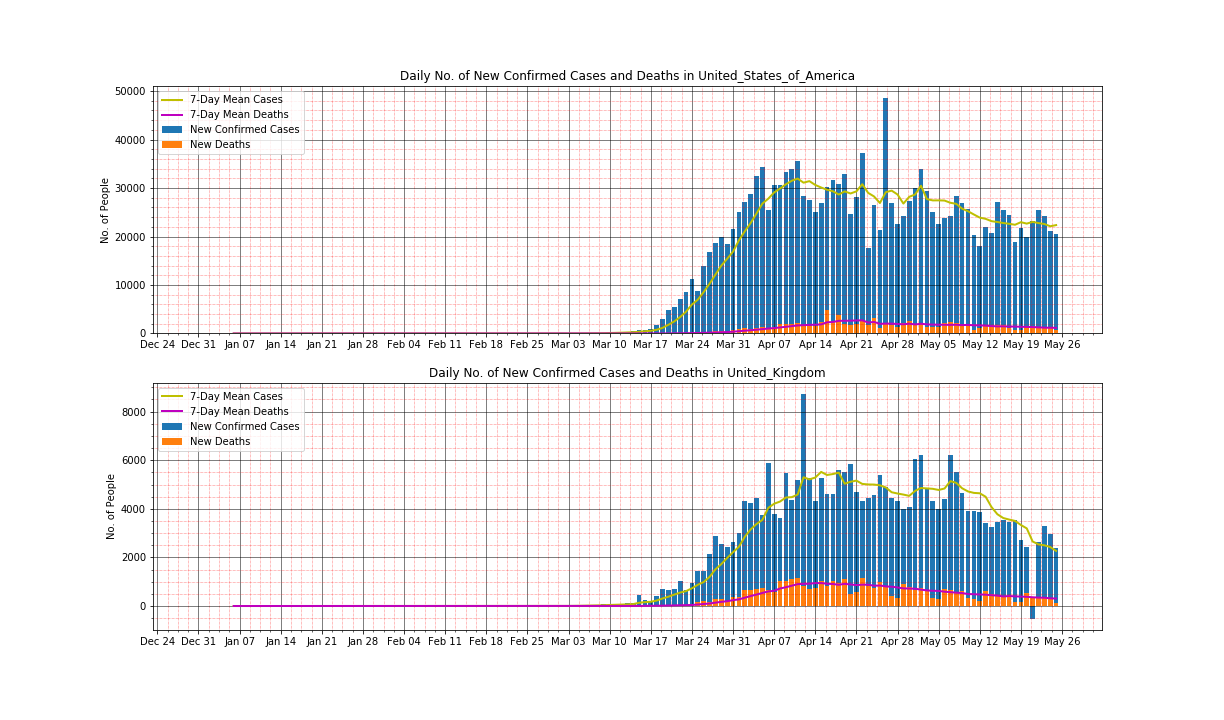 Daily No. of New Confirmed Cases and Deaths in United_States_of_America
50000
40000
30000
20000
10000
0
No. of People
7-Day Mean Cases
7-Day Mean Deaths
New Confirmed Cases
New Deaths
Dec 24 Dec 31 Jan 07 Jan 14 Jan 21 Jan 28 Feb 04 Feb 11 Feb 18 Feb 25 Mar 03 Mar 10 Mar 17 Mar 24 Mar 31 Apr 07 Apr 14 Apr 21 Apr 28 May 05 May 12 May 19 May 26
Daily No. of New Confirmed Cases and Deaths in United_Kingdom
8000
6000
4000
2000
0
No. of People
7-Day Mean Cases
7-Day Mean Deaths
New Confirmed Cases
New Deaths
Dec 24 Dec 31 Jan 07 Jan 14 Jan 21 Jan 28 Feb 04 Feb 11 Feb 18 Feb 25 Mar 03 Mar 10 Mar 17 Mar 24 Mar 31 Apr 07 Apr 14 Apr 21 Apr 28 May 05 May 12 May 19 May 26